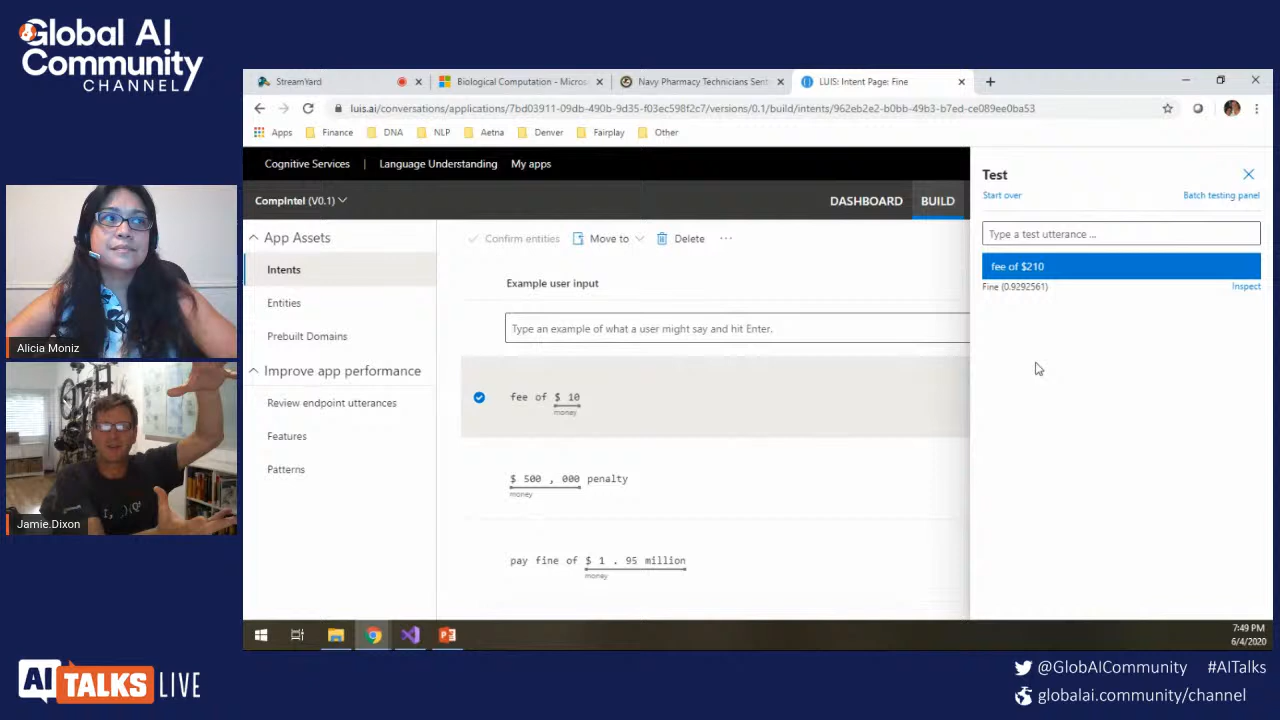 Global AI
Community
CHANNEL
StreamYard
Biological Computation - Micros
Navy Pharmacy Technicians Sent
LUIS: Intent Page: Fine
luis.ai/conversations/applications/7bd03911-09db-490b-9d35-f03ec598f2c7/versions/0.1/build/intents/962eb2e2-b0bb-49b3-b7ed-ce089ee0ba53
Apps Finance DNA NLP Aetna Denver Fairplay Other
Cognitive Services | Language Understanding My apps
CompIntel (V0.1)
DASHBOARD BUILD
App Assets
Intents
Entities
Prebuilt Domains
Improve app performance
Review endpoint utterances
Features
Patterns
Confirm entities Move to Delete ...
Example user input
Type an example of what a user might say and hit Enter.
fee of $ 10
money
$ 500 , 000 penalty
money
pay fine of $ 1 . 95 million
money
Test
Start over Batch testing panel
Type a test utterance ...
fee of $210
Fine (0.9292561) Inspect
Alicia Moniz
Jamie.Dixon
7:49 PM
6/4/2020
AI TALKS LIVE
@GlobAICommunity #AITalks
globalai.community/channel